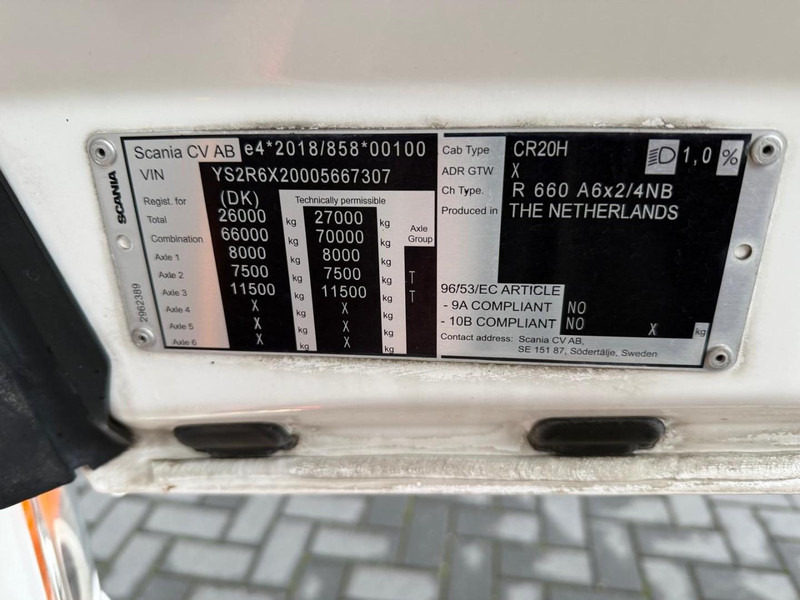 SCANIA
2962389
Scania CV AB e4*2018/858*00100
VIN YS2R6X20005667307
Regist. for (DK) Technically permissible
Total 26000 kg 27000 kg Axle
Combination 66000 kg 70000 kg Group
Axle 1 8000 kg 8000 kg
Axle 2 7500 kg 7500 kg T
Axle 3 11500 kg 11500 kg T
Axle 4 X kg X kg
Axle 5 X kg X kg
Axle 6 X kg X kg
Cab Type CR20H 1,0 %
ADR GTW X
Ch Type. R 660 A6x2/4NB
Produced in THE NETHERLANDS
96/53/EC ARTICLE
- 9A COMPLIANT NO
- 10B COMPLIANT NO X kg
Contact address: Scania CV AB,
SE 151 87, Södertälje, Sweden